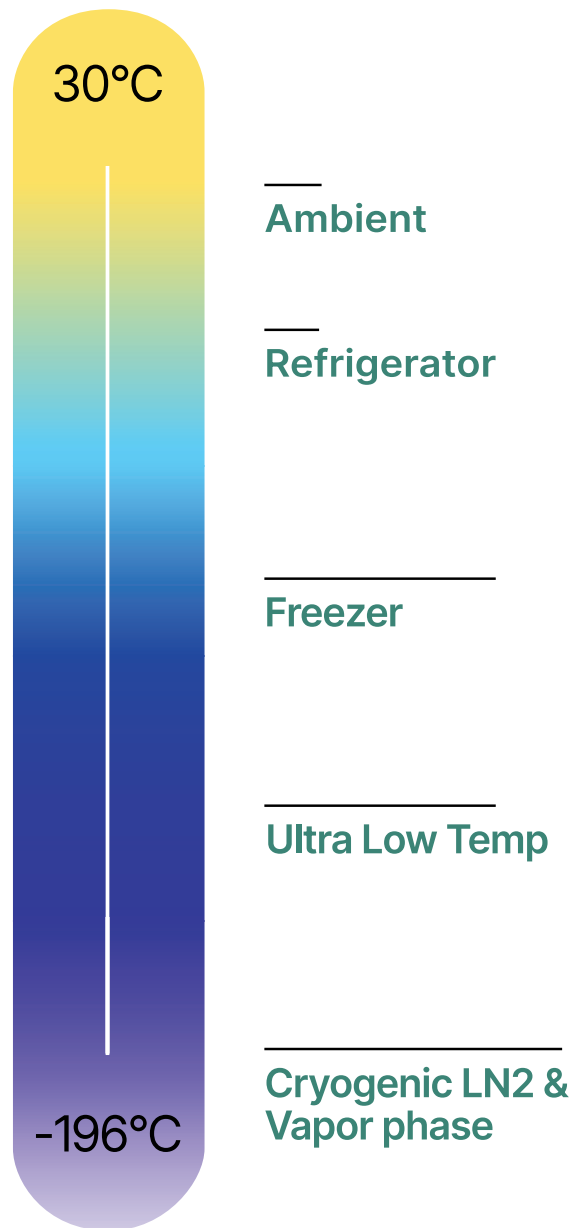 30°C
Ambient
Refrigerator
Freezer
Ultra Low Temp
Cryogenic LN2 &
Vapor phase
-196°C